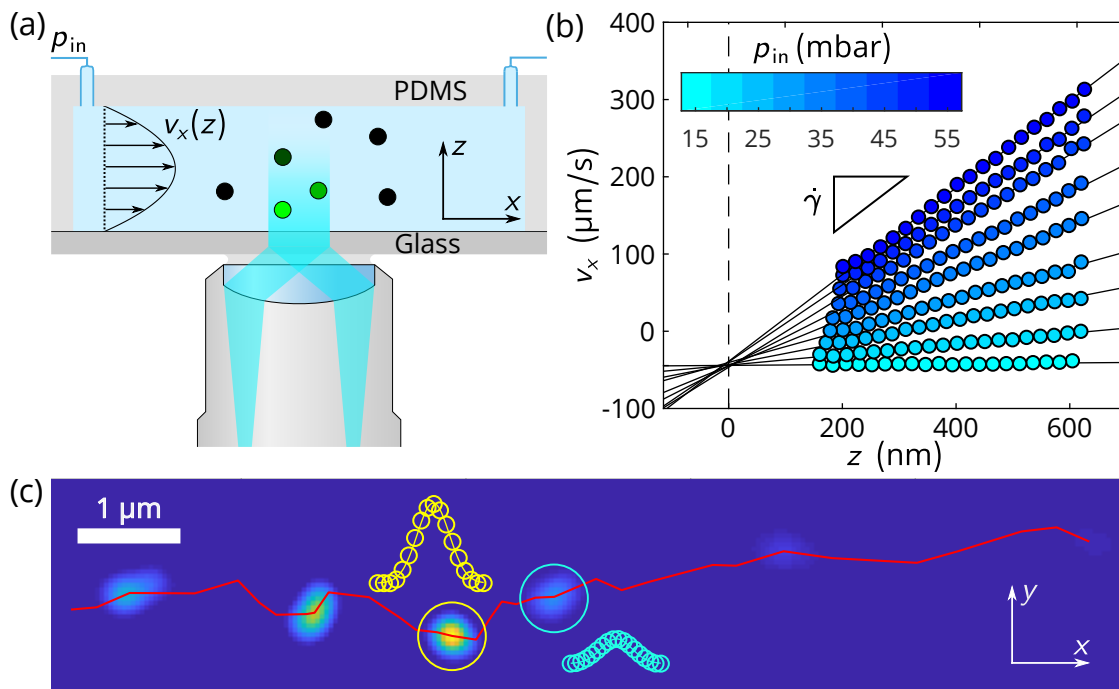 (a)
p_in
PDMS
v_x(z)
z
x
Glass
(b)
400
300
200
100
0
-100
v_x (μm/s)
p_in (mbar)
15 25 35 45 55
γ̇
0 200 400 600
z (nm)
(c)
1 μm
y
x